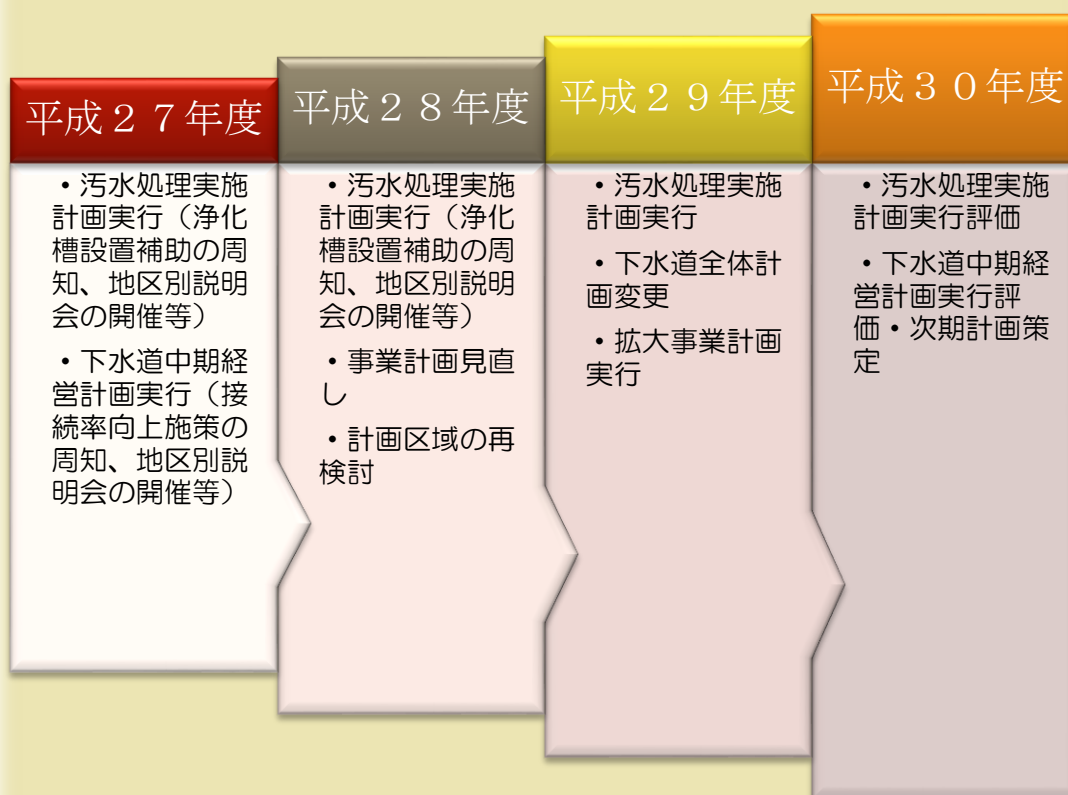 平成２７年度
・汚水処理実施
計画実行（浄化
槽設置補助の周
知、地区別説明
会の開催等）
・下水道中期経
営計画実行（接
続率向上施策の
周知、地区別説
明会の開催等）
平成２８年度
・汚水処理実施
計画実行（浄化
槽設置補助の周
知、地区別説明
会の開催等）
・事業計画見直
し
・計画区域の再
検討
平成２９年度
・汚水処理実施
計画実行
・下水道全体計
画変更
・拡大事業計画
実行
平成３０年度
・汚水処理実施
計画実行評価
・下水道中期経
営計画実行評
価・次期計画策
定